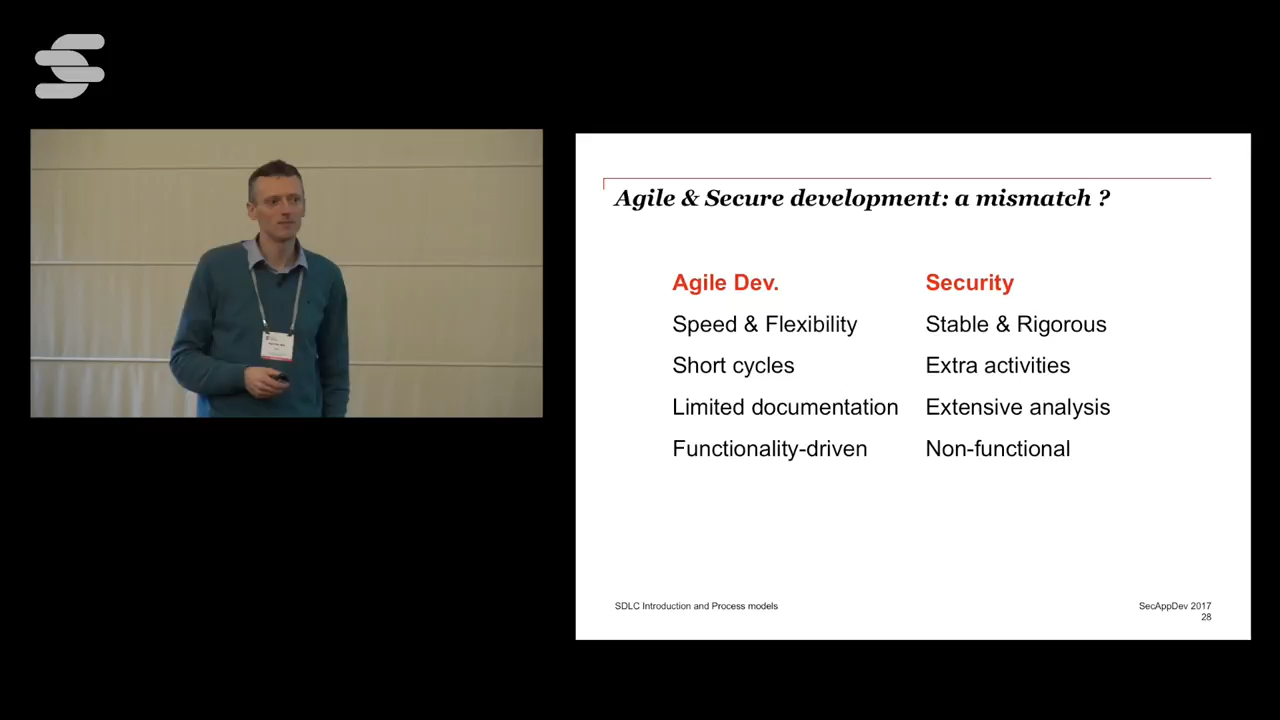 Agile & Secure development: a mismatch ?
Agile Dev. Security
Speed & Flexibility Stable & Rigorous
Short cycles Extra activities
Limited documentation Extensive analysis
Functionality-driven Non-functional
SDLC Introduction and Process models SecAppDev 2017
28